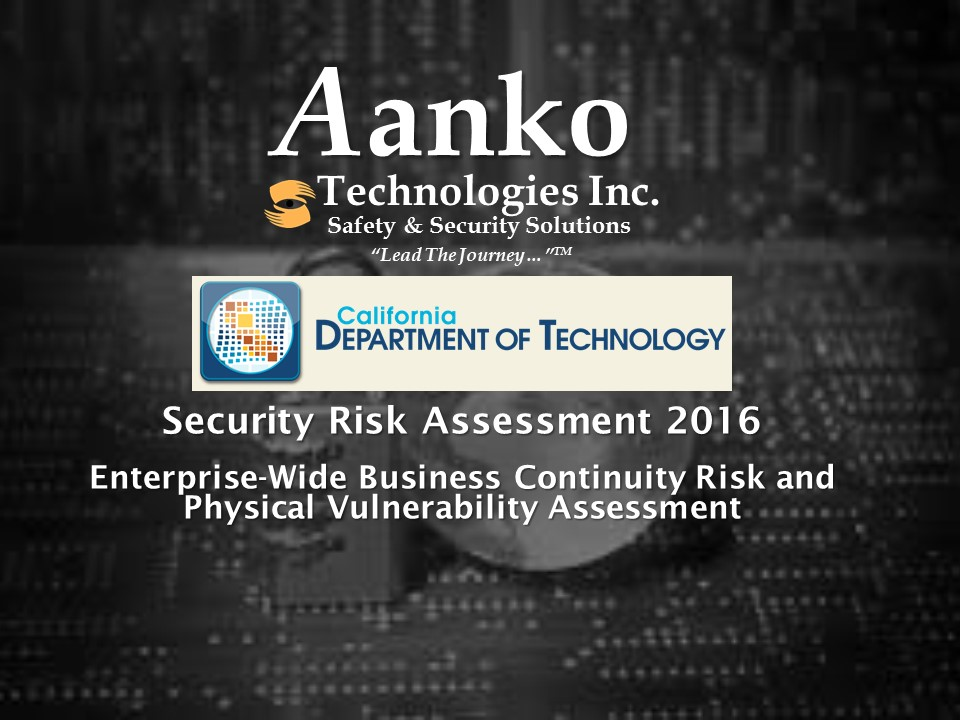 Aanko
Technologies Inc.
Safety & Security Solutions
“Lead The Journey…”TM
California
DEPARTMENT OF TECHNOLOGY
Security Risk Assessment 2016
Enterprise-Wide Business Continuity Risk and
Physical Vulnerability Assessment